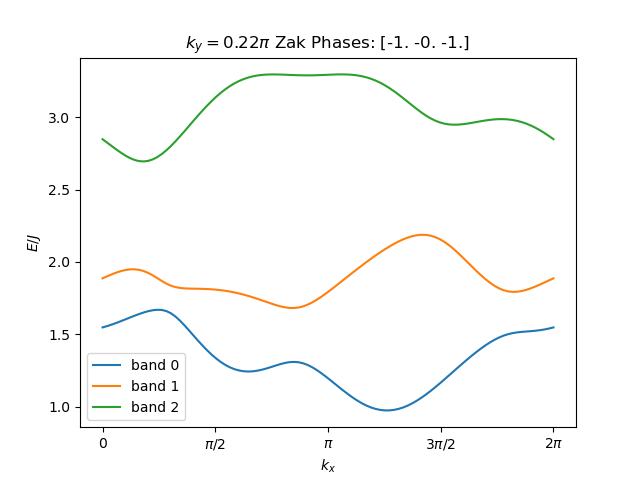 k_y = 0.22π Zak Phases: [-1. -0. -1.]
3.0
2.5
2.0
1.5
1.0
E/J
band 0
band 1
band 2
0 π/2 π 3π/2 2π
k_x